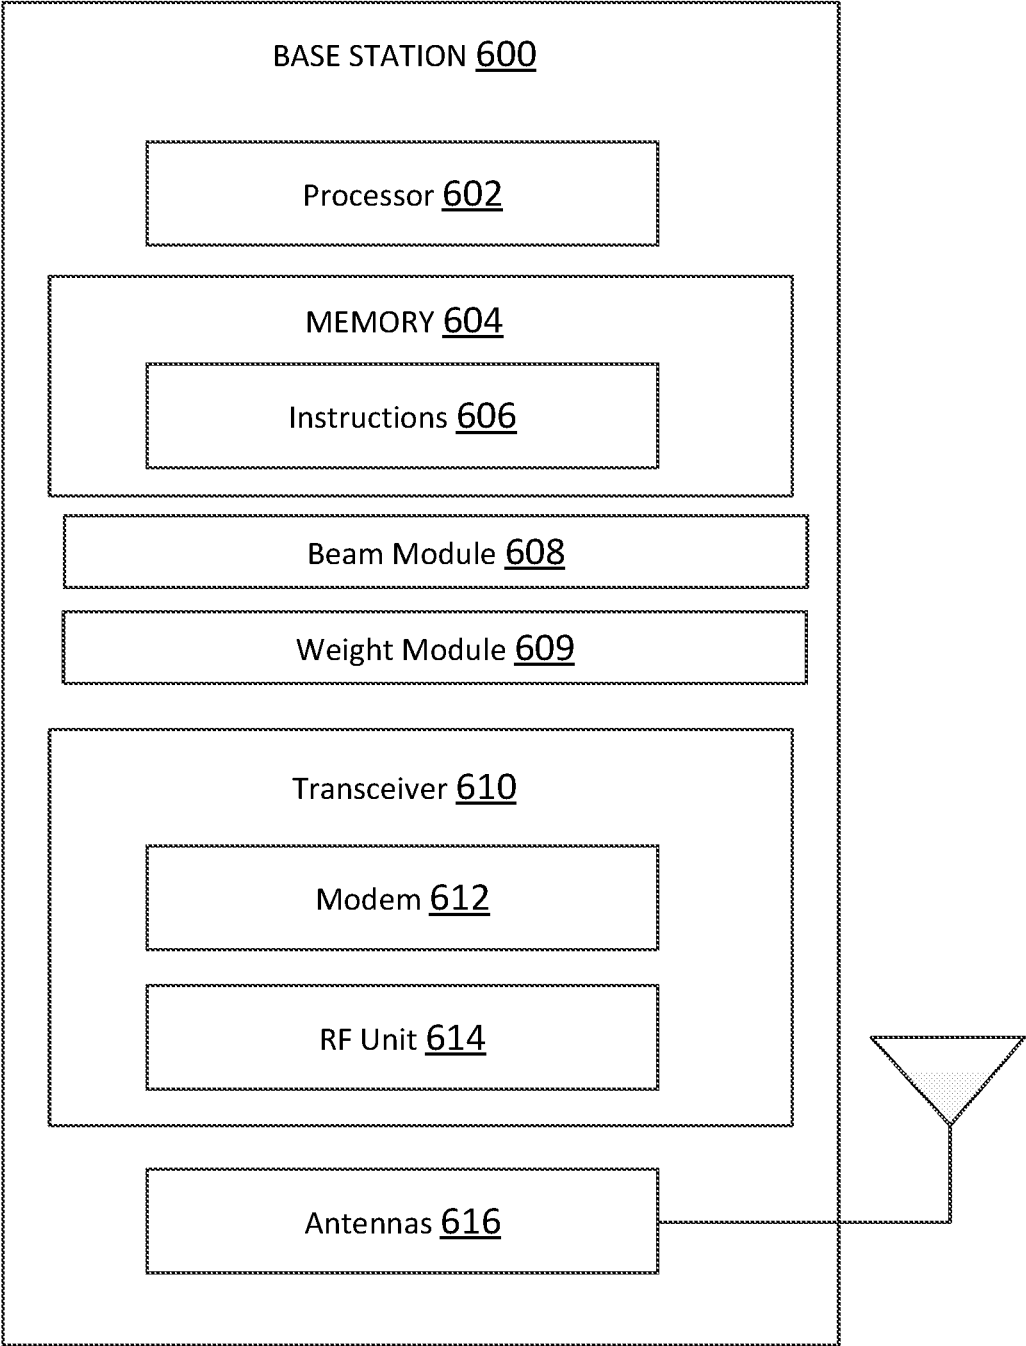 BASE STATION 600
Processor 602
MEMORY 604
Instructions 606
Beam Module 608
Weight Module 609
Transceiver 610
Modem 612
RF Unit 614
Antennas 616